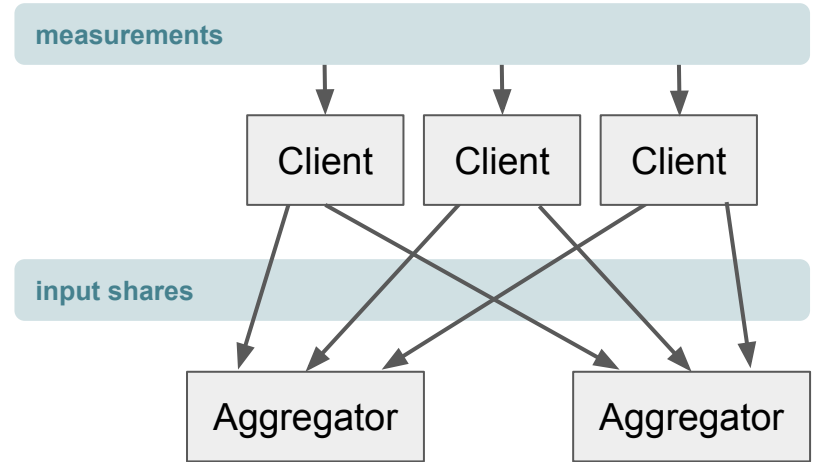 measurements
Client
Client
Client
input shares
Aggregator
Aggregator